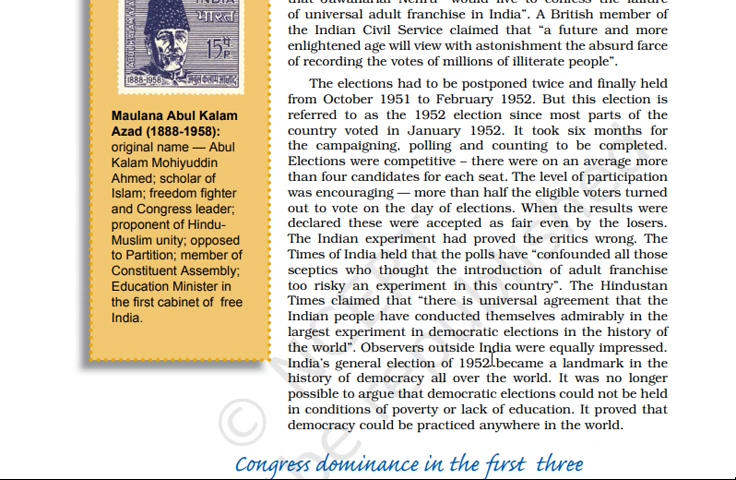 INDIA
भारत
15
1888-1958
Maulana Abul Kalam
Azad (1888-1958):
original name — Abul
Kalam Mohiyuddin
Ahmed; scholar of
Islam; freedom fighter
and Congress leader;
proponent of Hindu-
Muslim unity; opposed
to Partition; member of
Constituent Assembly;
Education Minister in
the first cabinet of free
India.
that Jawaharlal Nehru “would live to confess the failure
of universal adult franchise in India”. A British member of
the Indian Civil Service claimed that “a future and more
enlightened age will view with astonishment the absurd farce
of recording the votes of millions of illiterate people”.
The elections had to be postponed twice and finally held
from October 1951 to February 1952. But this election is
referred to as the 1952 election since most parts of the
country voted in January 1952. It took six months for
the campaigning, polling and counting to be completed.
Elections were competitive – there were on an average more
than four candidates for each seat. The level of participation
was encouraging — more than half the eligible voters turned
out to vote on the day of elections. When the results were
declared these were accepted as fair even by the losers.
The Indian experiment had proved the critics wrong. The
Times of India held that the polls have “confounded all those
sceptics who thought the introduction of adult franchise
too risky an experiment in this country”. The Hindustan
Times claimed that “there is universal agreement that the
Indian people have conducted themselves admirably in the
largest experiment in democratic elections in the history of
the world”. Observers outside India were equally impressed.
India’s general election of 1952 became a landmark in the
history of democracy all over the world. It was no longer
possible to argue that democratic elections could not be held
in conditions of poverty or lack of education. It proved that
democracy could be practiced anywhere in the world.
© NCERT
be republished
Congress dominance in the first three